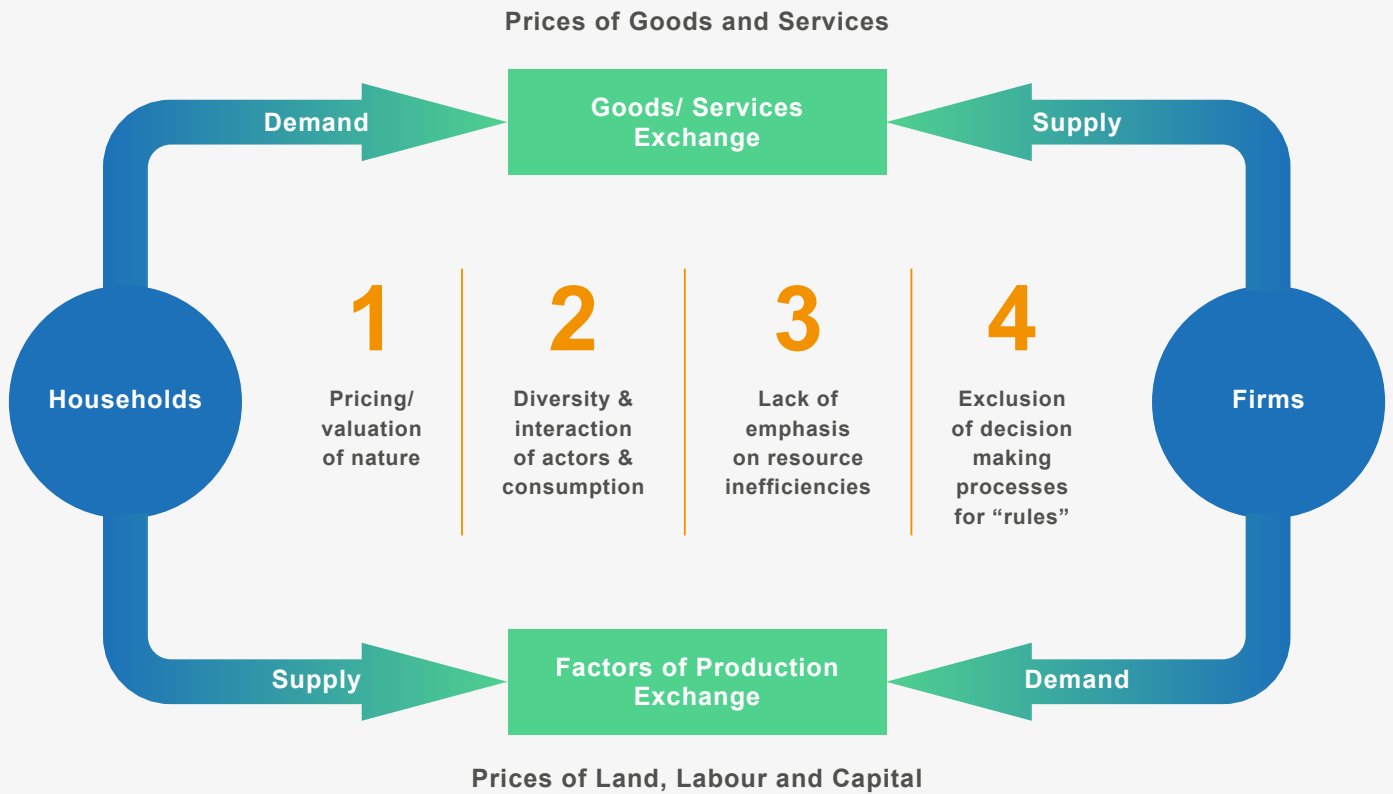 Prices of Goods and Services
Demand
Goods/ Services
Exchange
Supply
Households
1
Pricing/
valuation
of nature
2
Diversity &
interaction
of actors &
consumption
3
Lack of
emphasis
on resource
inefficiencies
4
Exclusion
of decision
making
processes
for “rules”
Firms
Supply
Factors of Production
Exchange
Demand
Prices of Land, Labour and Capital